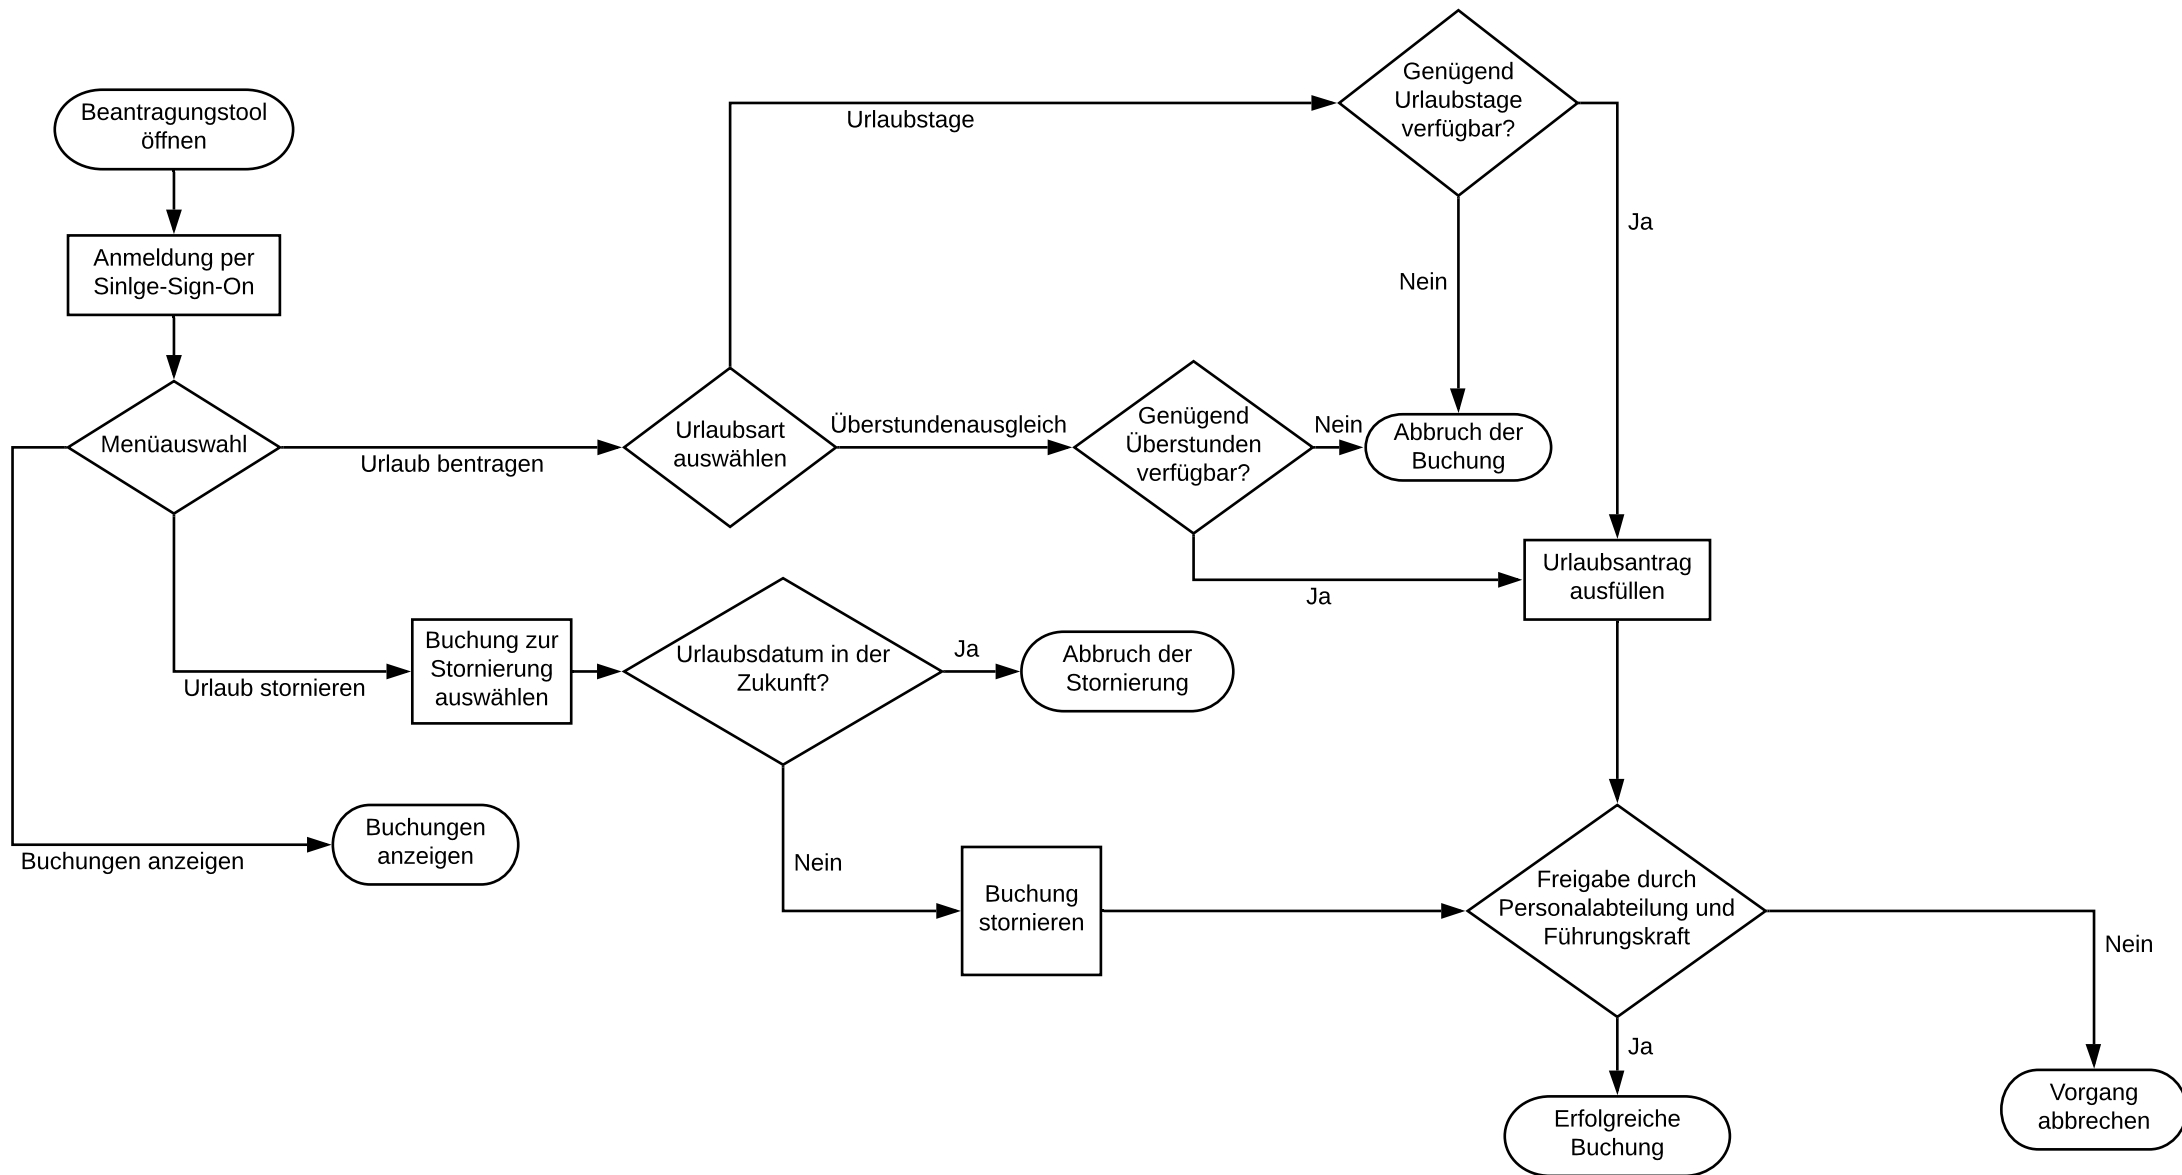 Beantragungstool
öffnen
Anmeldung per
Sinlge-Sign-On
Menüauswahl
Urlaub bentragen
Urlaubsart
auswählen
Urlaubstage
Genügend
Urlaubstage
verfügbar?
Ja
Nein
Überstundenausgleich
Genügend
Überstunden
verfügbar?
Nein
Abbruch der
Buchung
Ja
Urlaubsantrag
ausfüllen
Urlaub stornieren
Buchung zur
Stornierung
auswählen
Urlaubsdatum in der
Zukunft?
Ja
Abbruch der
Stornierung
Nein
Buchung
stornieren
Buchungen anzeigen
Buchungen
anzeigen
Freigabe durch
Personalabteilung und
Führungskraft
Nein
Vorgang
abbrechen
Ja
Erfolgreiche
Buchung